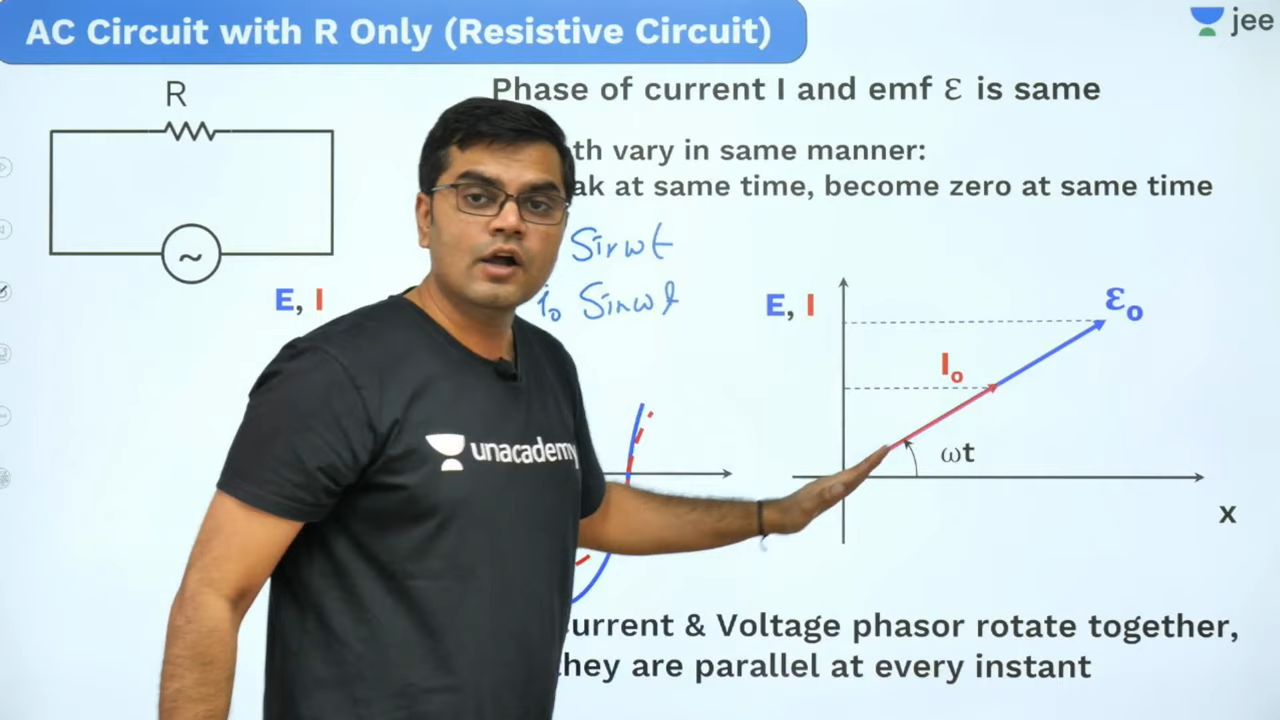 AC Circuit with R Only (Resistive Circuit)
jee
R
Phase of current I and emf ε is same
th vary in same manner:
ak at same time, become zero at same time
~
Sinωt
i₀ Sinωt
E, I
E, I
ε₀
I₀
ωt
x
unacademy
urrent & Voltage phasor rotate together,
hey are parallel at every instant